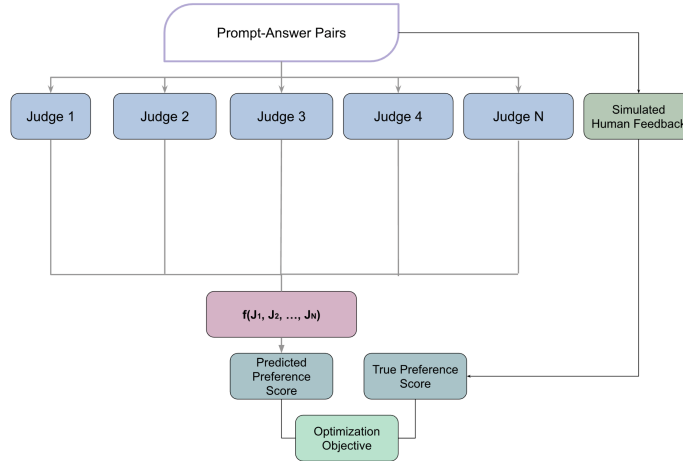 Prompt-Answer Pairs
Judge 1
Judge 2
Judge 3
Judge 4
Judge N
Simulated
Human Feedback
f(J₁, J₂, ..., Jɴ)
Predicted
Preference
Score
True Preference
Score
Optimization
Objective